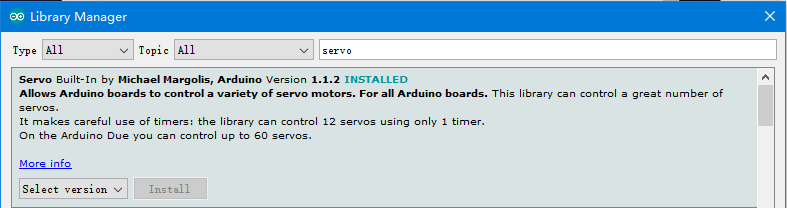 Library Manager
Type All Topic All servo
Servo Built-In by Michael Margolis, Arduino Version 1.1.2 INSTALLED
Allows Arduino boards to control a variety of servo motors. For all Arduino boards. This library can control a great number of
servos.
It makes careful use of timers: the library can control 12 servos using only 1 timer.
On the Arduino Due you can control up to 60 servos.
More info
Select version Install